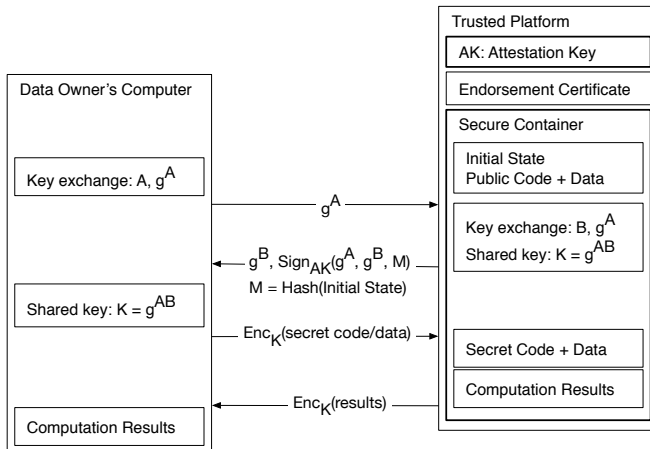 Trusted Platform
AK: Attestation Key
Endorsement Certificate
Data Owner's Computer
Secure Container
Initial State
Public Code + Data
Key exchange: A, g^A
g^A
Key exchange: B, g^A
Shared key: K = g^AB
g^B, Sign_AK(g^A, g^B, M)
M = Hash(Initial State)
Shared key: K = g^AB
Enc_K(secret code/data)
Secret Code + Data
Computation Results
Enc_K(results)
Computation Results